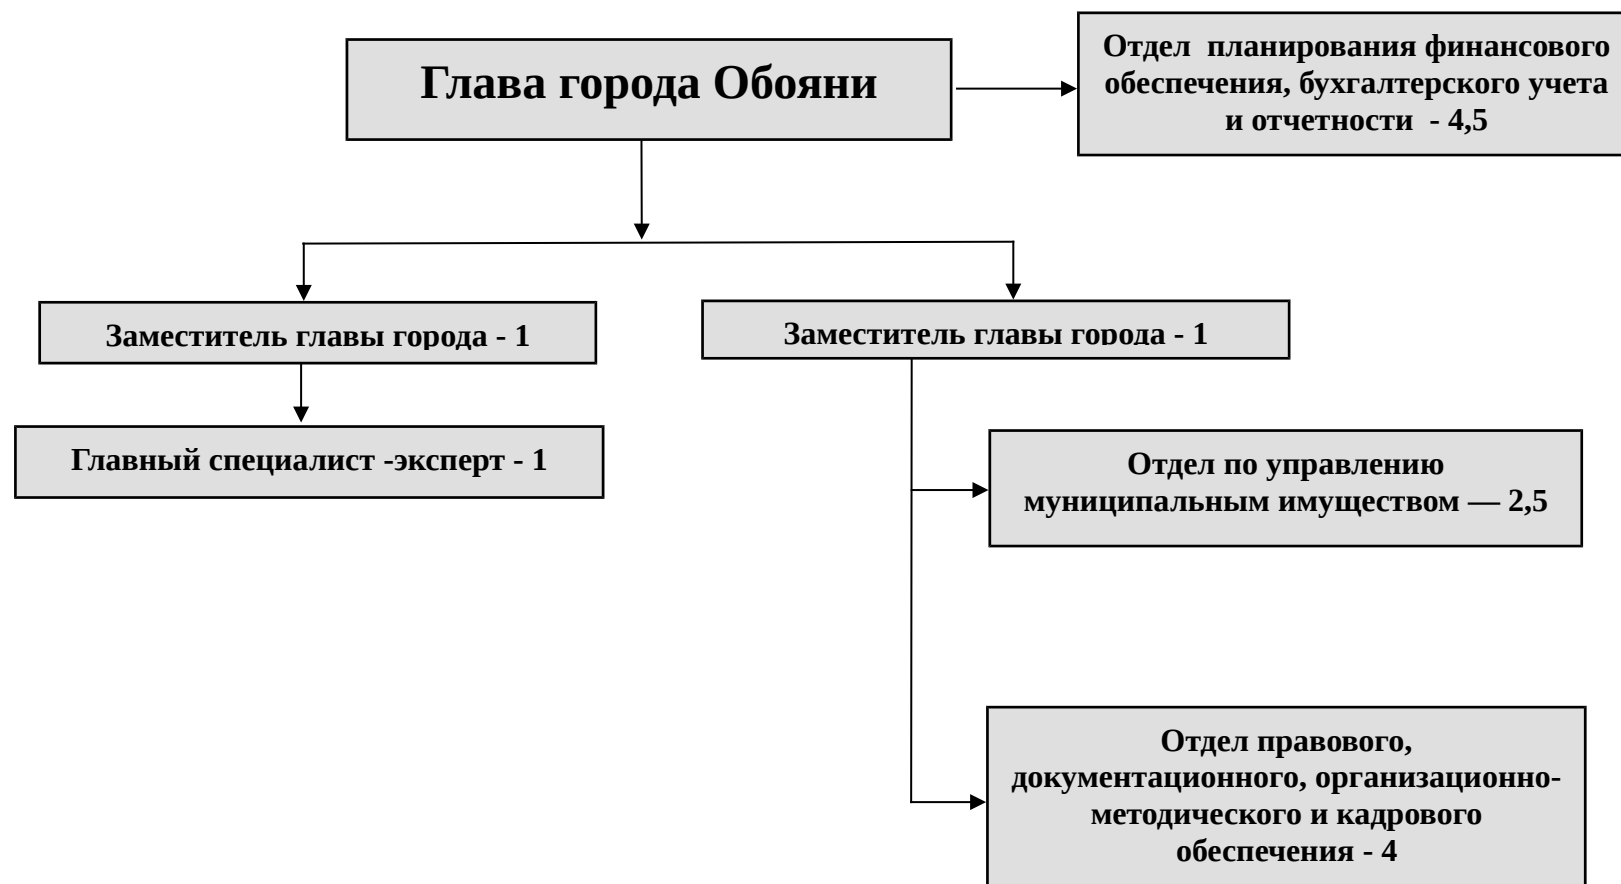 Глава города Обояни
Отдел  планирования финансового
обеспечения, бухгалтерского учета
и отчетности  - 4,5
Заместитель главы города - 1
Заместитель главы города - 1
Главный специалист -эксперт - 1
Отдел по управлению
муниципальным имуществом — 2,5
Отдел правового,
документационного, организационно-
методического и кадрового
обеспечения - 4